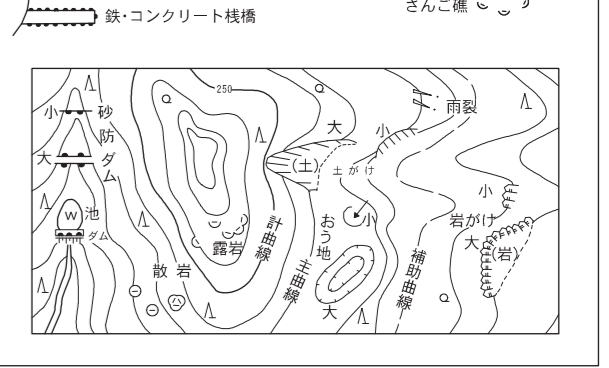 さんご礁
鉄・コンクリート桟橋
250
小 砂防ダム
大
雨裂
大
小
(土)
土がけ
小
池
W
ダム
露岩
計曲線
おう地
小
岩がけ
大
(岩)
散岩
主曲線
補助曲線
大